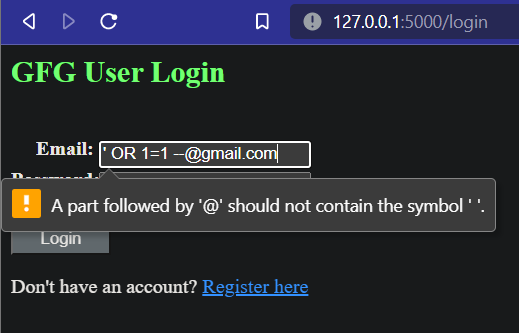 127.0.0.1:5000/login
GFG User Login
Email: ' OR 1=1 --@gmail.com
Password:
! A part followed by '@' should not contain the symbol ' '.
Login
Don't have an account? Register here